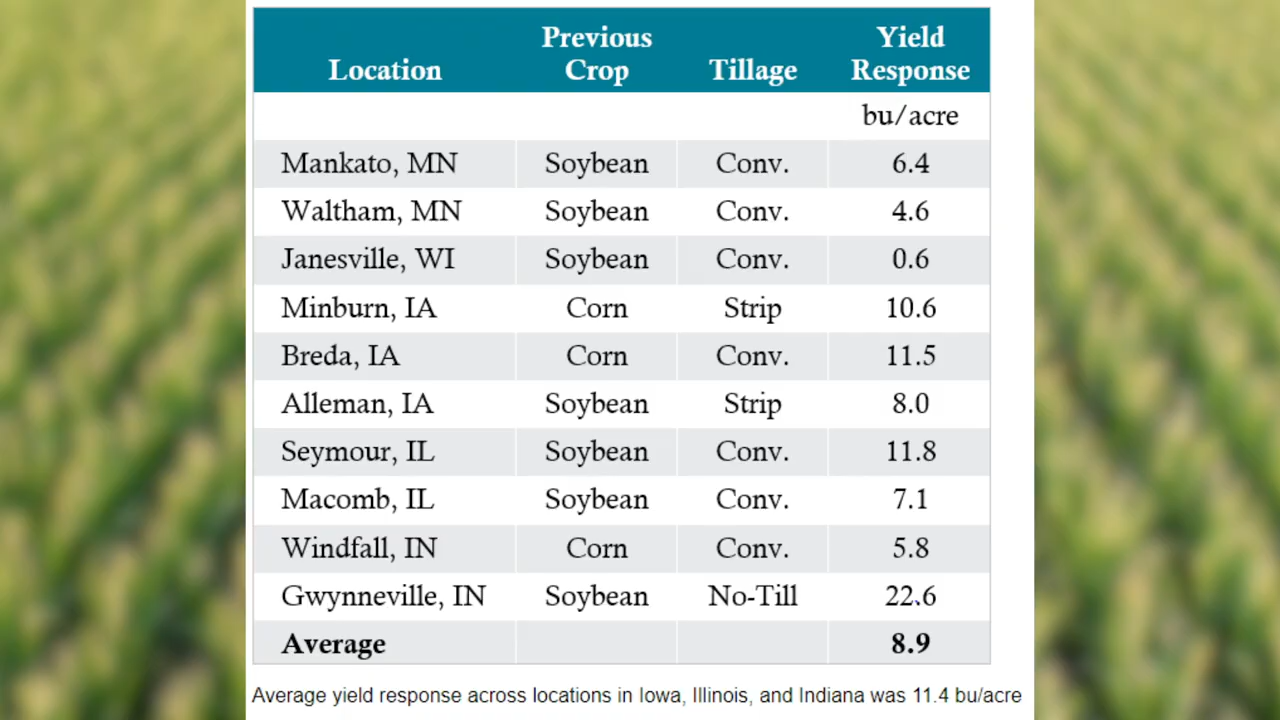 Location Previous Crop Tillage Yield Response
bu/acre
Mankato, MN Soybean Conv. 6.4
Waltham, MN Soybean Conv. 4.6
Janesville, WI Soybean Conv. 0.6
Minburn, IA Corn Strip 10.6
Breda, IA Corn Conv. 11.5
Alleman, IA Soybean Strip 8.0
Seymour, IL Soybean Conv. 11.8
Macomb, IL Soybean Conv. 7.1
Windfall, IN Corn Conv. 5.8
Gwynneville, IN Soybean No-Till 22.6
Average 8.9
Average yield response across locations in Iowa, Illinois, and Indiana was 11.4 bu/acre